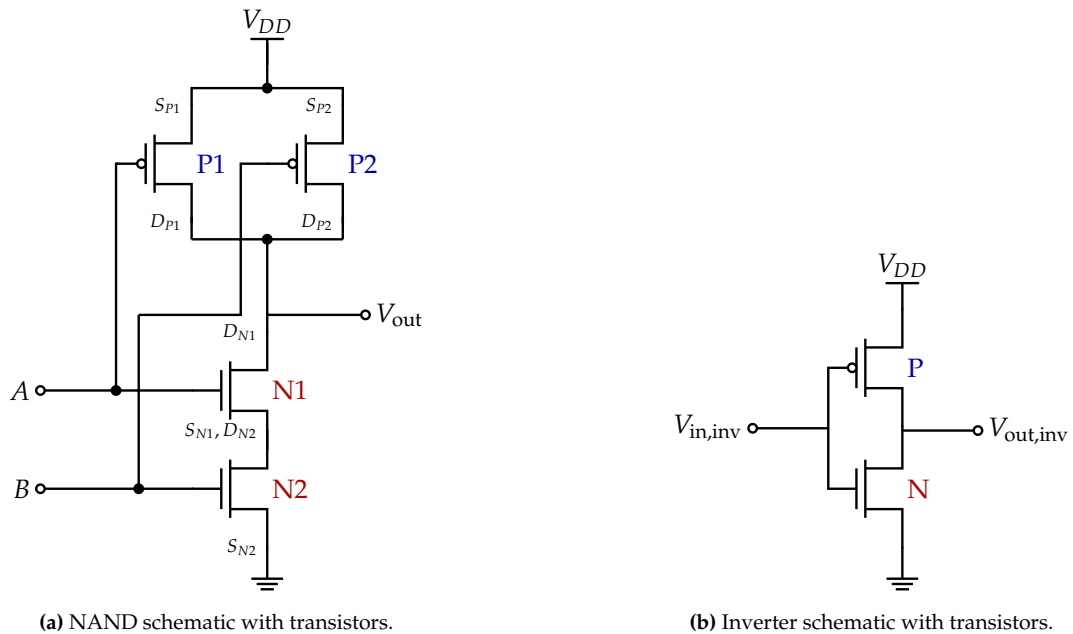 V_DD
S_P1 S_P2
P1 P2
D_P1 D_P2
V_DD
V_out
D_N1
P
A N1
S_N1, D_N2
V_in,inv V_out,inv
B N2 N
S_N2
(a) NAND schematic with transistors.
(b) Inverter schematic with transistors.